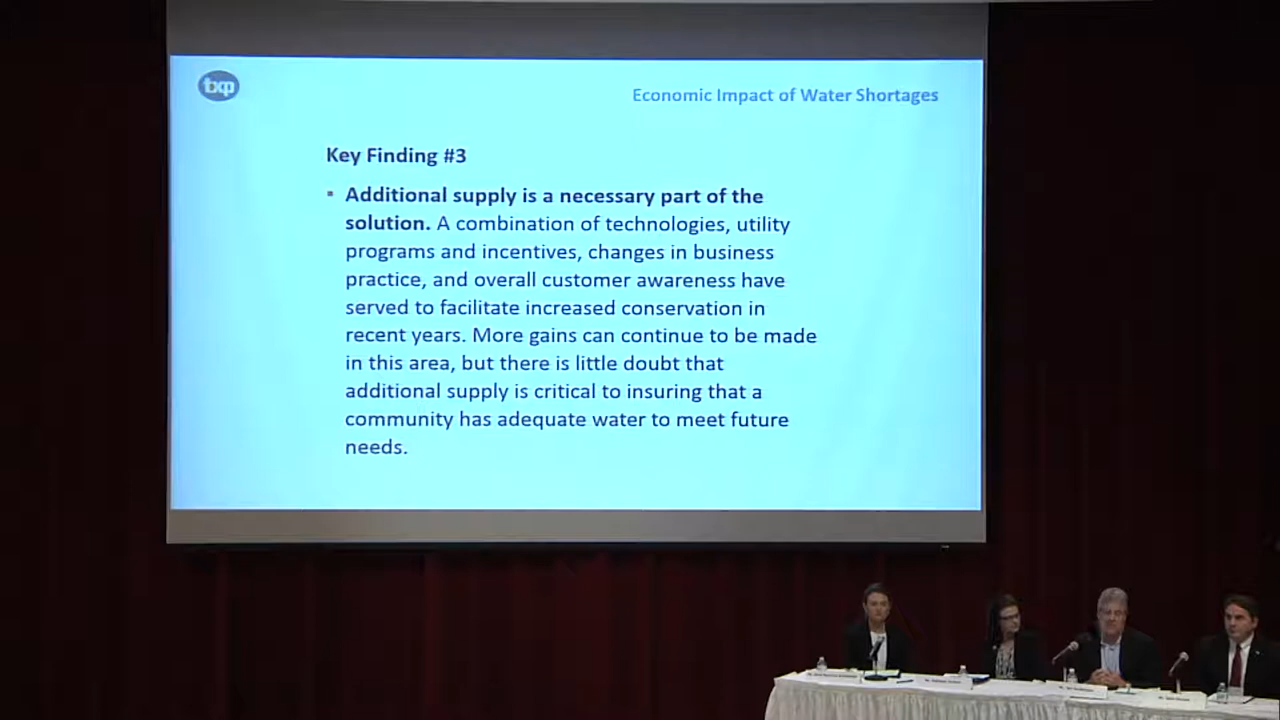 txp
Economic Impact of Water Shortages
Key Finding #3
▪ Additional supply is a necessary part of the
solution. A combination of technologies, utility
programs and incentives, changes in business
practice, and overall customer awareness have
served to facilitate increased conservation in
recent years. More gains can continue to be made
in this area, but there is little doubt that
additional supply is critical to insuring that a
community has adequate water to meet future
needs.